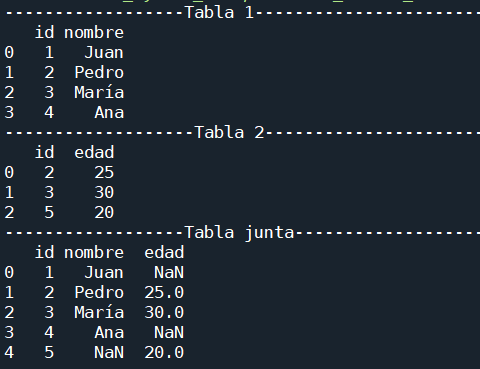 ------------------Tabla 1-----------------------
id nombre
0 1 Juan
1 2 Pedro
2 3 María
3 4 Ana
-------------------Tabla 2----------------------
id edad
0 2 25
1 3 30
2 5 20
------------------Tabla junta-------------------
id nombre edad
0 1 Juan NaN
1 2 Pedro 25.0
2 3 María 30.0
3 4 Ana NaN
4 5 NaN 20.0